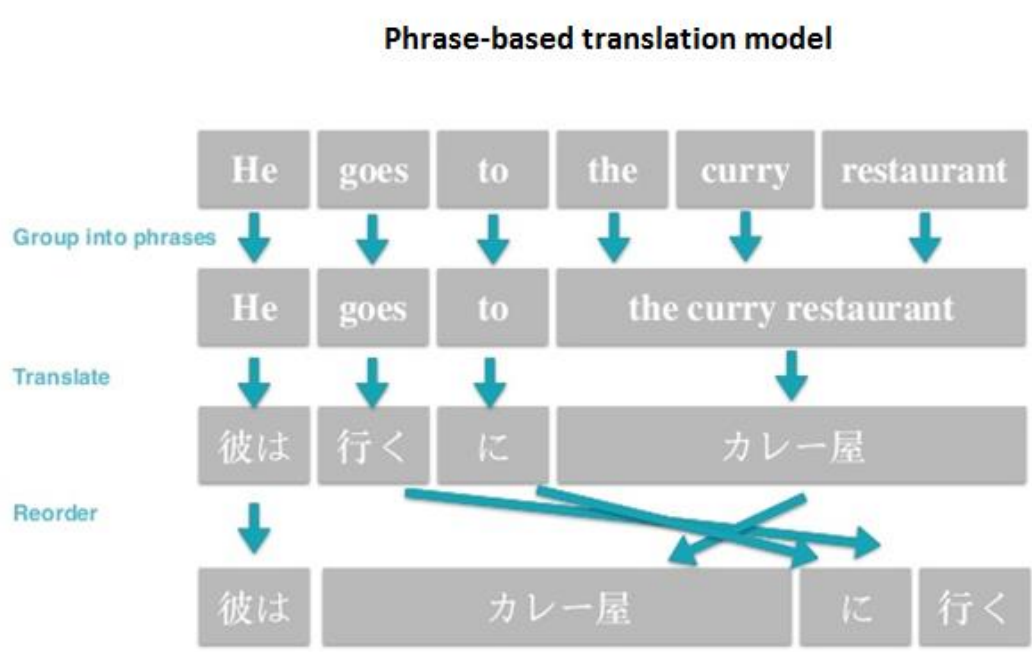 Phrase-based translation model
He goes to the curry restaurant
Group into phrases
He goes to the curry restaurant
Translate
彼は 行く に カレー屋
Reorder
彼は カレー屋 に 行く